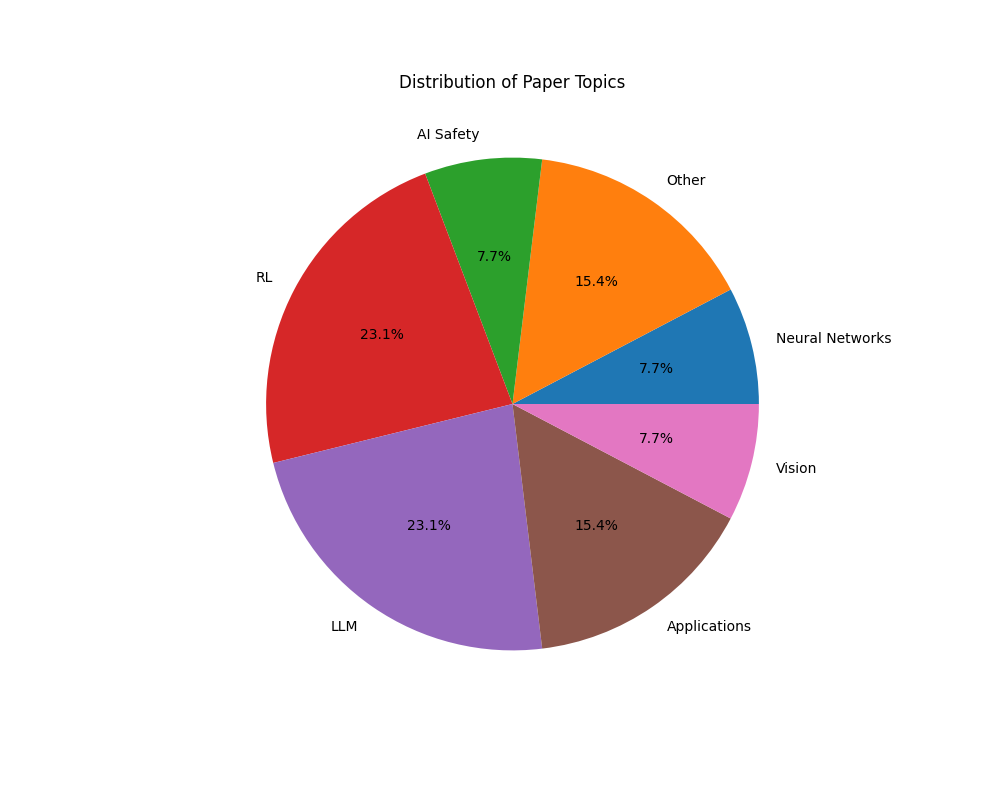 Distribution of Paper Topics
AI Safety
Other
RL
7.7%
15.4%
23.1%
Neural Networks
7.7%
7.7%
Vision
23.1%
15.4%
LLM
Applications